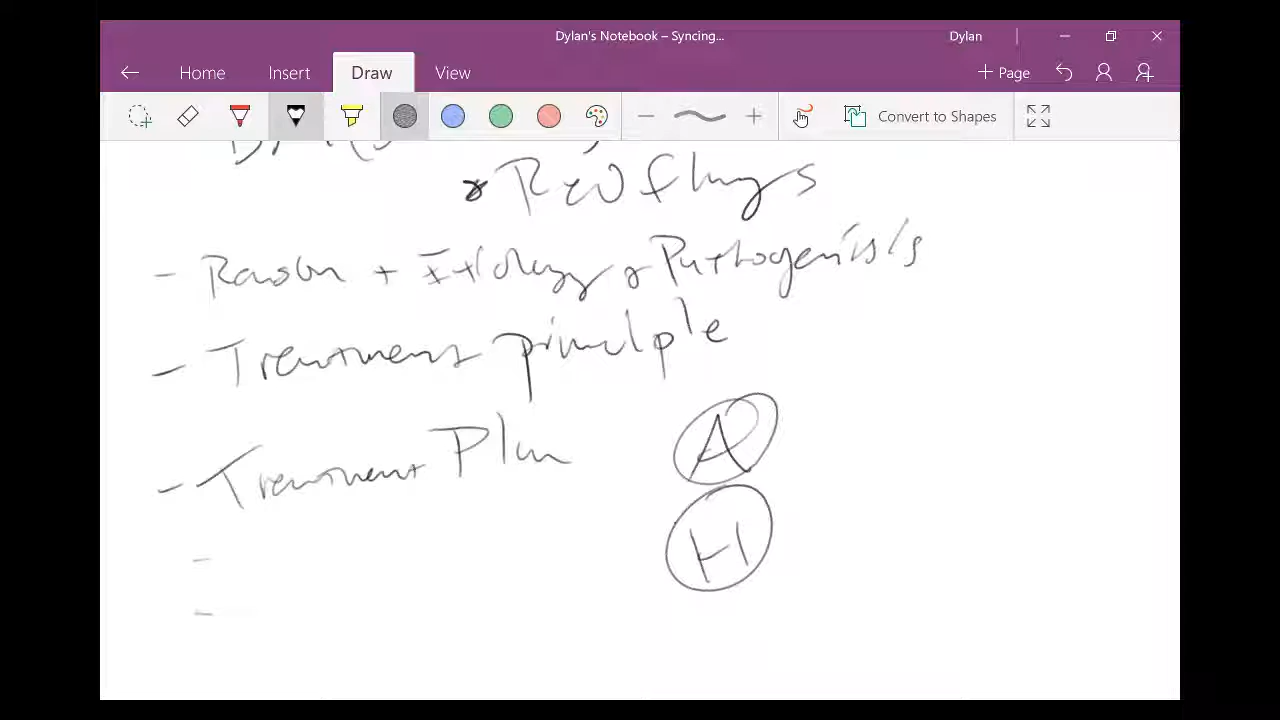 Dylan's Notebook – Syncing... Dylan
Home Insert Draw View + Page
Convert to Shapes
* Red flags
- Reason + Etiology & Pathogenisis
- Treatment principle
- Treatment Plan
A
H
-
-